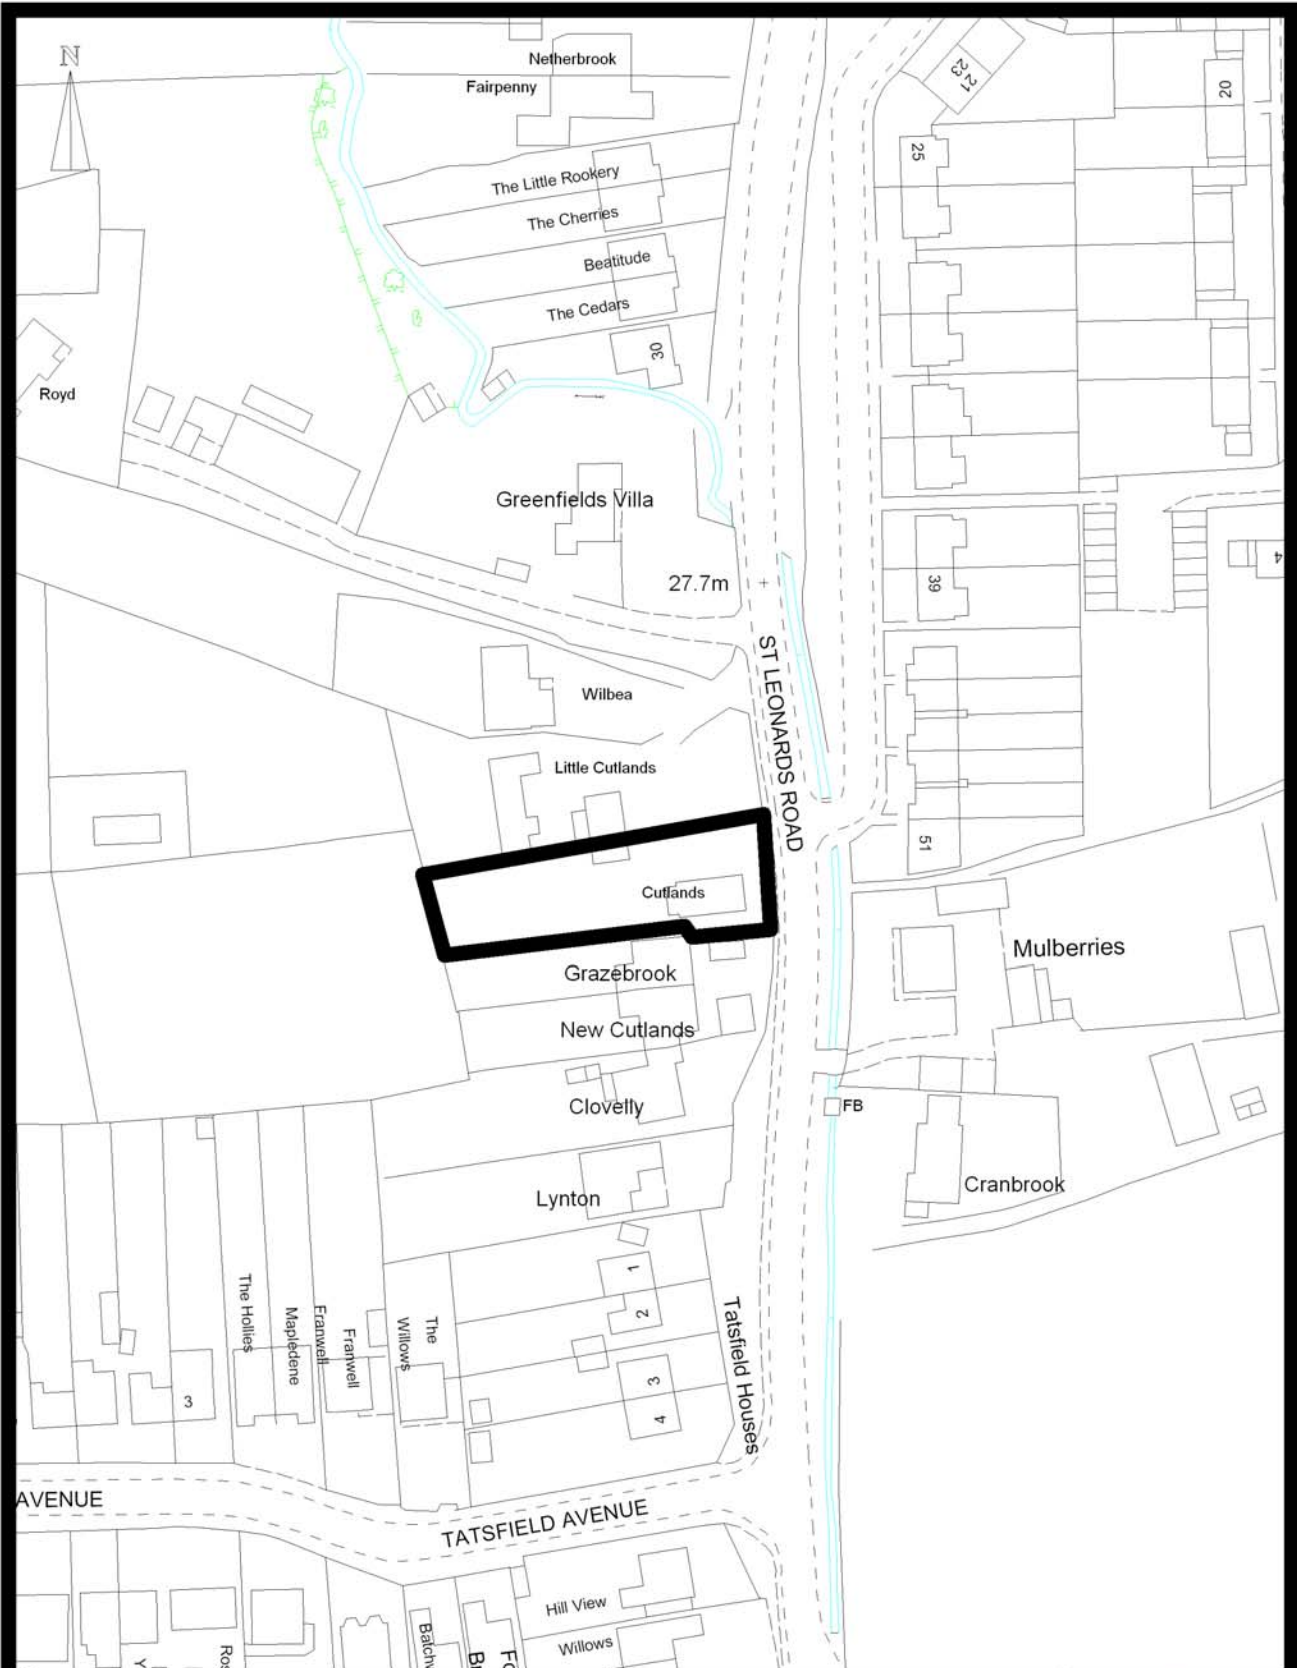 N
Netherbrook
Fairpenny
21
23
20
25
The Little Rookery
The Cherries
Beatitude
The Cedars
30
Royd
Greenfields Villa
27.7m
39
4
ST LEONARDS ROAD
Wilbea
Little Cutlands
51
Cutlands
Mulberries
Grazebrook
New Cutlands
Clovelly
FB
Lynton
Cranbrook
1
2
3
4
Tatsfield Houses
The Hollies
Mapledene
Franwell
Franwell
The
Willows
3
AVENUE
TATSFIELD AVENUE
Hill View
Willows